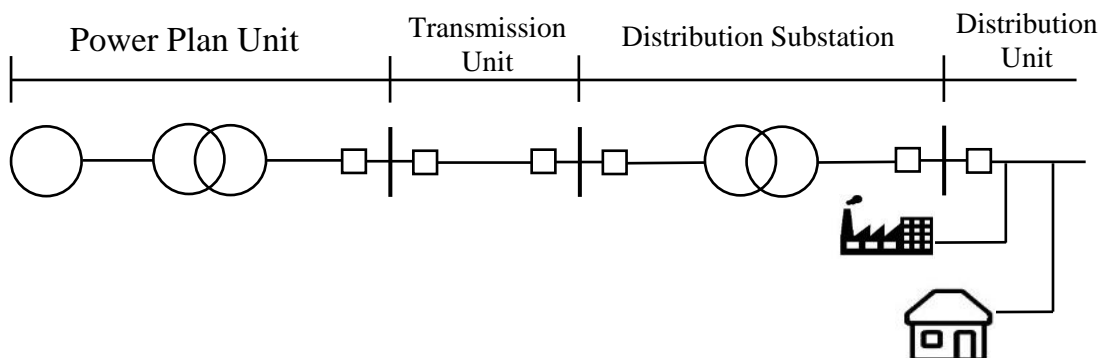 Power Plan Unit
Transmission
Unit
Distribution Substation
Distribution
Unit